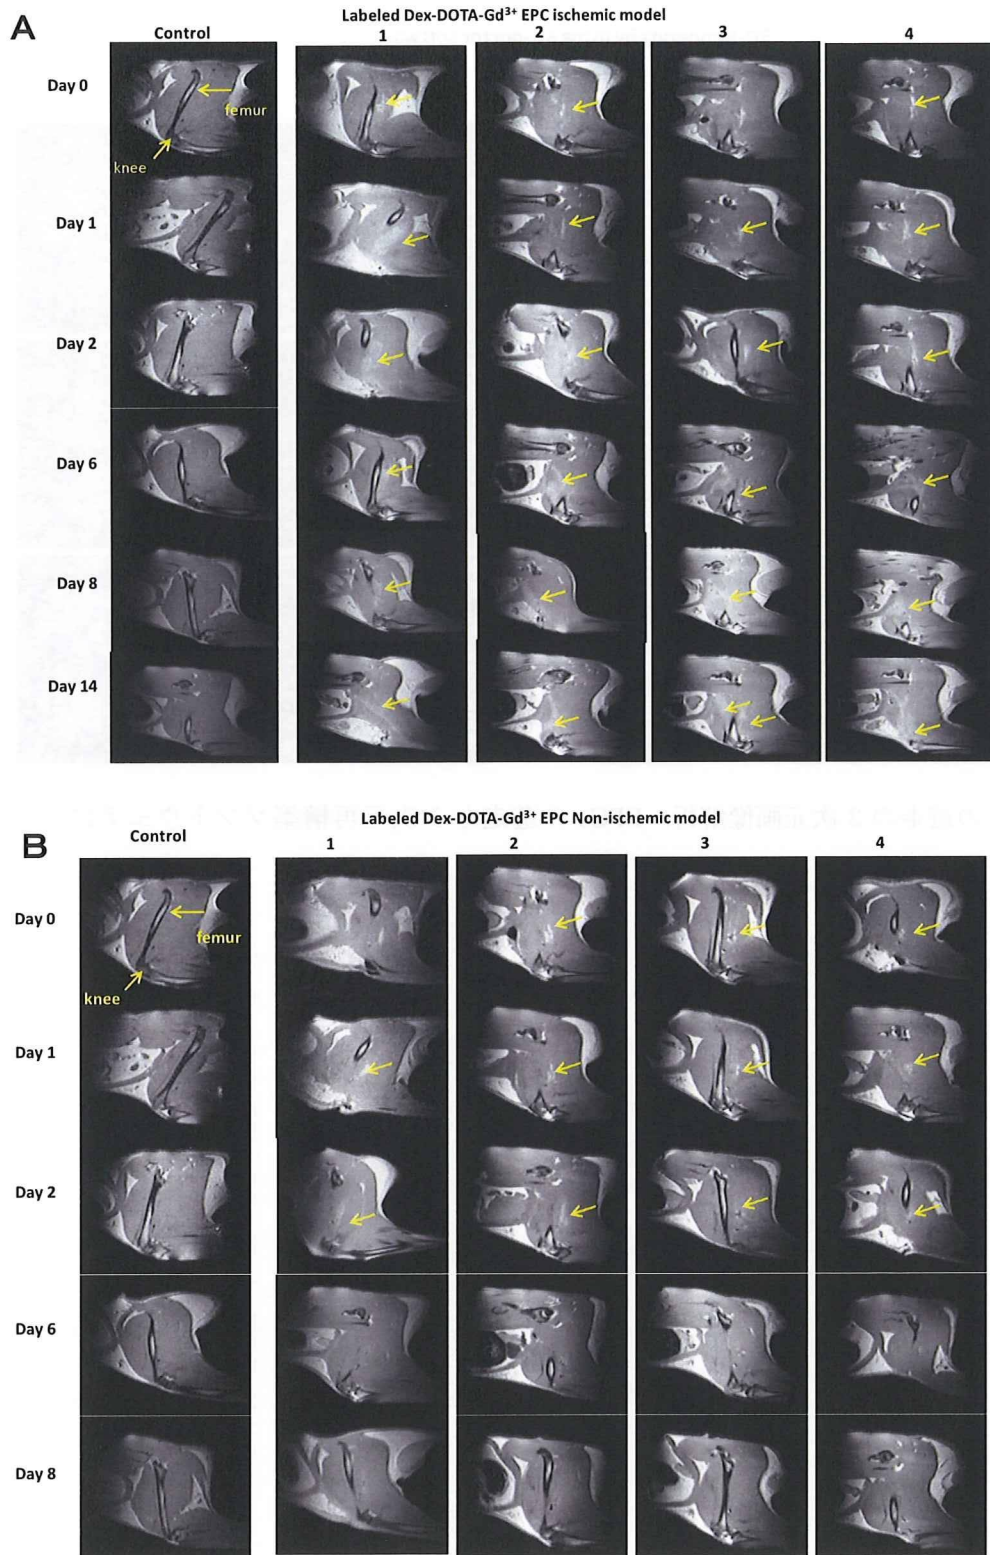 A
Labeled Dex-DOTA-Gd³⁺ EPC ischemic model
Control 1 2 3 4
Day 0
femur
knee
Day 1
Day 2
Day 6
Day 8
Day 14
B
Labeled Dex-DOTA-Gd³⁺ EPC Non-ischemic model
Control 1 2 3 4
Day 0
femur
knee
Day 1
Day 2
Day 6
Day 8